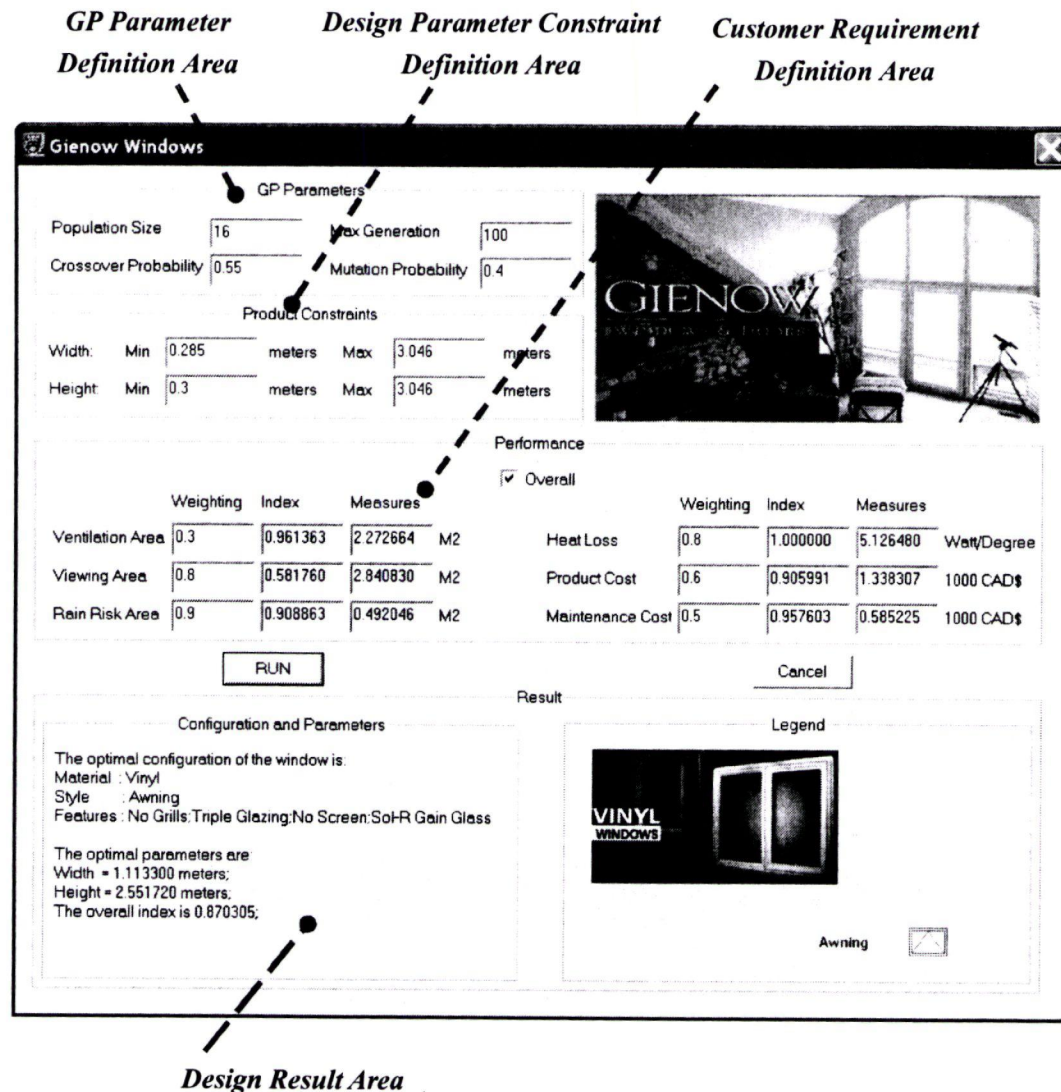 GP Parameter
Definition Area
Design Parameter Constraint
Definition Area
Customer Requirement
Definition Area
Gienow Windows
GP Parameters
Population Size 16 Max Generation 100
Crossover Probability 0.55 Mutation Probability 0.4
Product Constraints
Width: Min 0.285 meters Max 3.046 meters
Height: Min 0.3 meters Max 3.046 meters
GIENOW
Performance
Overall
Weighting Index Measures
Ventilation Area 0.3 0.961363 2.272664 M2
Viewing Area 0.8 0.581760 2.840830 M2
Rain Risk Area 0.9 0.908863 0.492046 M2
Weighting Index Measures
Heat Loss 0.8 1.000000 5.126480 Watt/Degree
Product Cost 0.6 0.905991 1.338307 1000 CAD$
Maintenance Cost 0.5 0.957603 0.585225 1000 CAD$
RUN
Cancel
Result
Configuration and Parameters
The optimal configuration of the window is:
Material : Vinyl
Style : Awning
Features : No Grills;Triple Glazing;No Screen;Sol-R Gain Glass
The optimal parameters are
Width = 1.113300 meters;
Height = 2.551720 meters;
The overall index is 0.870305;
Legend
VINYL
WINDOWS
Awning
Design Result Area